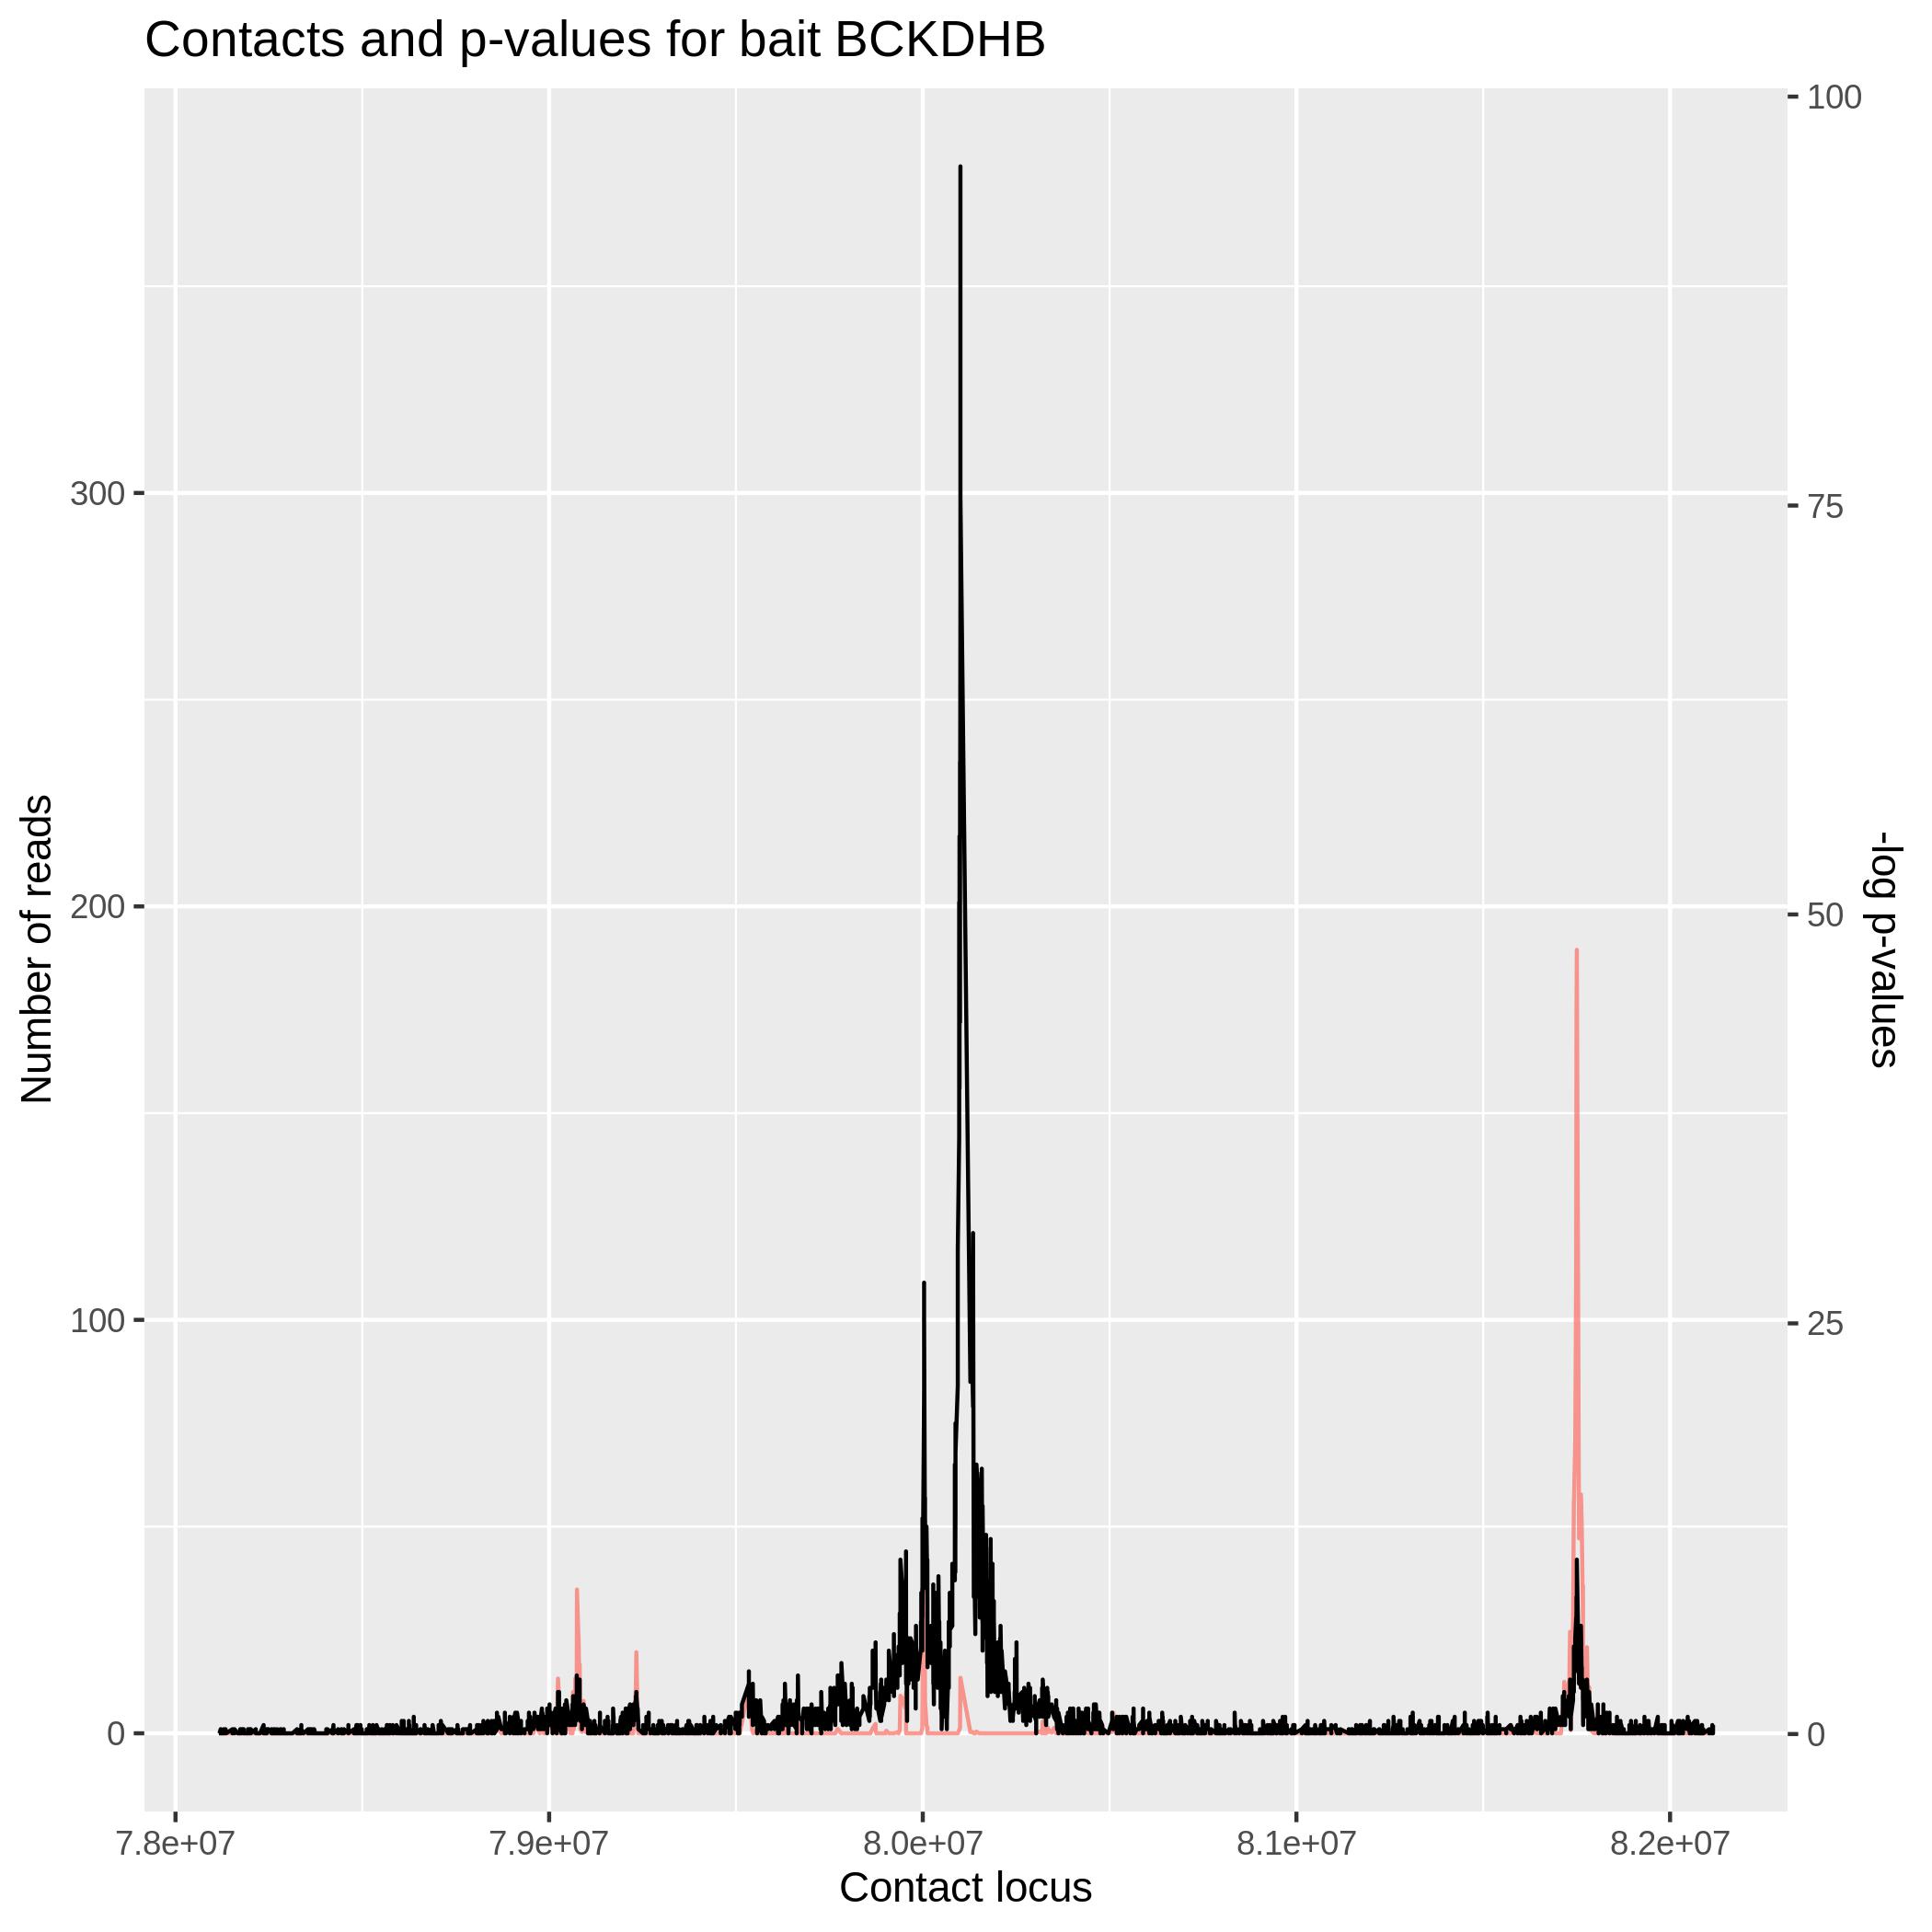 Contacts and p-values for bait BCKDHB
Number of reads
300
200
100
0
100
75
50
25
0
-log p-values
7.8e+07
7.9e+07
8.0e+07
8.1e+07
8.2e+07
Contact locus